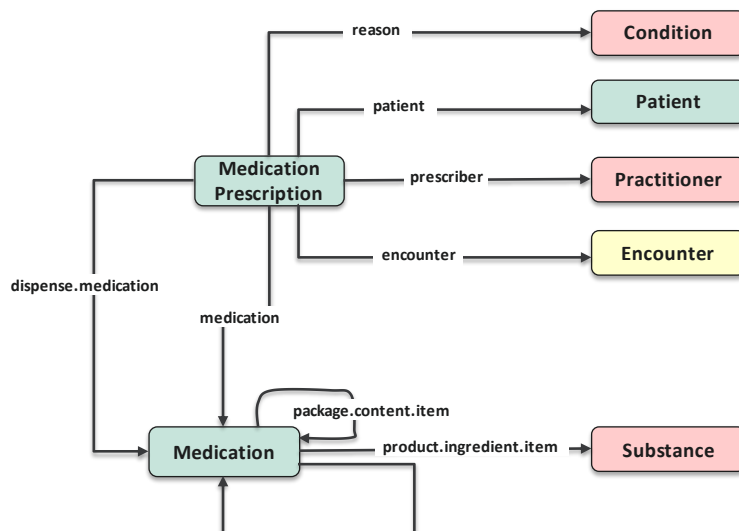 reason
Condition
patient
Patient
Medication
Prescription
prescriber
Practitioner
encounter
Encounter
dispense.medication
medication
package.content.item
Medication
product.ingredient.item
Substance